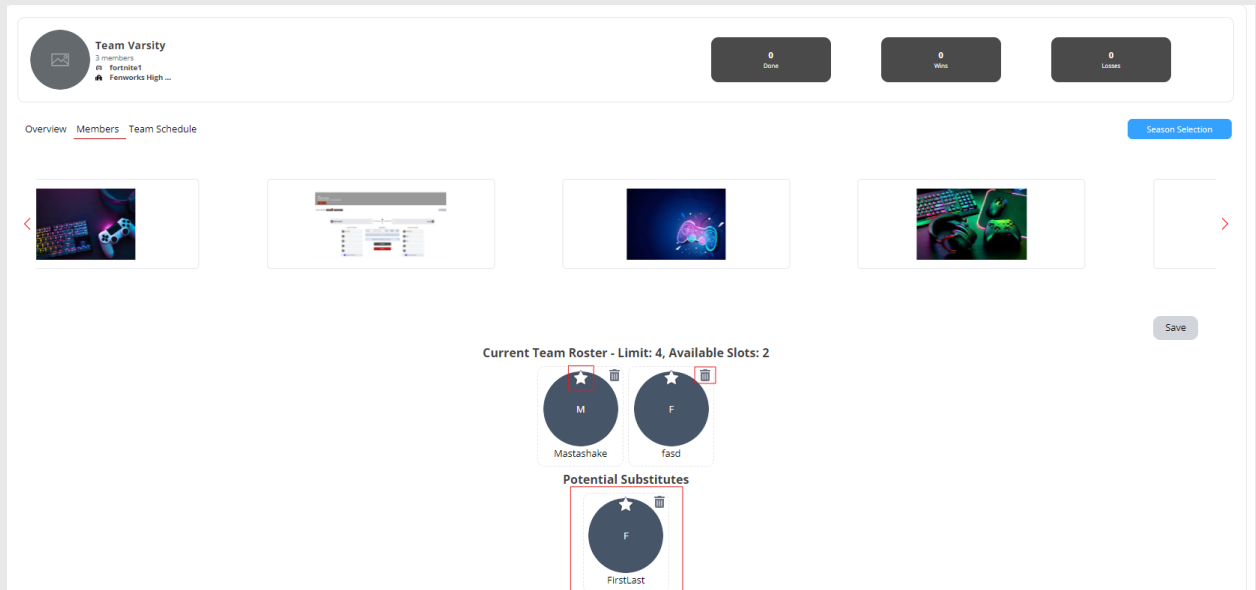 Team Varsity
3 members
fortnite1
Fenworks High ...
0
Done
0
Wins
0
Losses
Overview Members Team Schedule
Season Selection
Save
Current Team Roster - Limit: 4, Available Slots: 2
M
F
Mastashake
fasd
Potential Substitutes
F
FirstLast